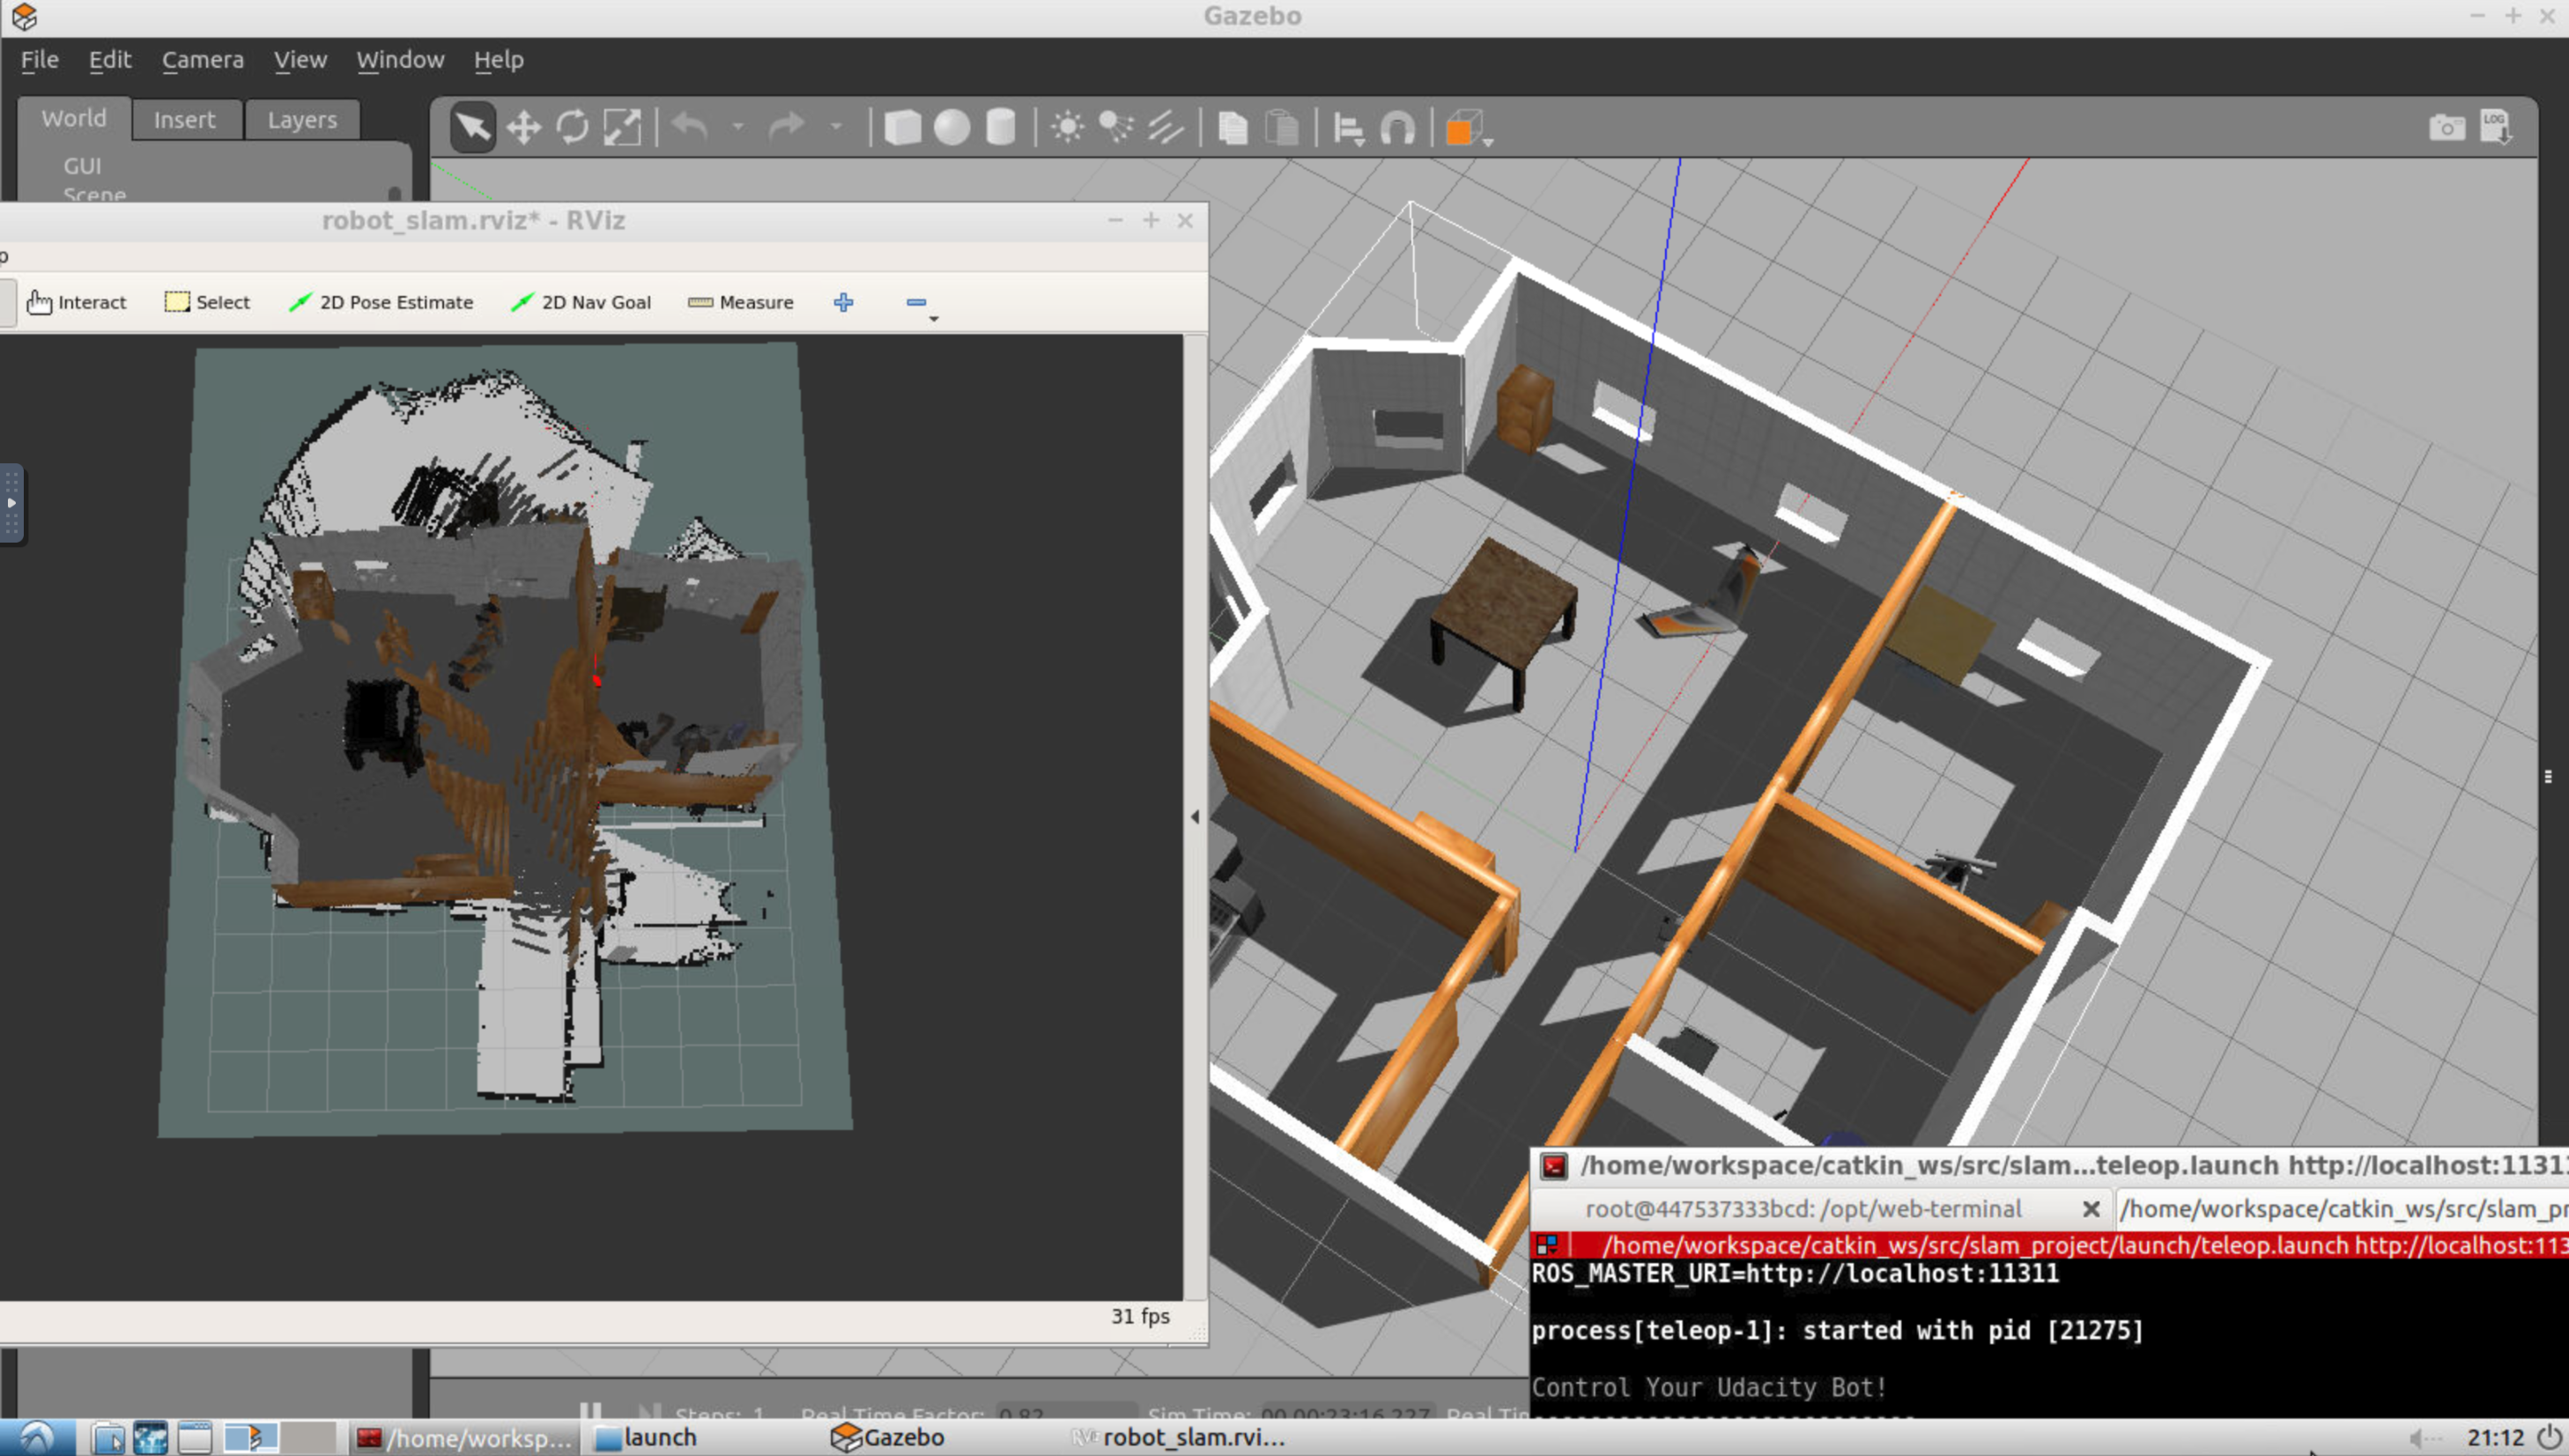 Gazebo
File Edit Camera View Window Help
World Insert Layers
LOG
GUI
Scene
robot_slam.rviz* - RViz
p
Interact Select 2D Pose Estimate 2D Nav Goal Measure
31 fps
/home/workspace/catkin_ws/src/slam...teleop.launch http://localhost:11311
root@447537333bcd: /opt/web-terminal
/home/workspace/catkin_ws/src/slam_pr
/home/workspace/catkin_ws/src/slam_project/launch/teleop.launch http://localhost:113
ROS_MASTER_URI=http://localhost:11311
process[teleop-1]: started with pid [21275]
Control Your Udacity Bot!
Steps: 1 Real Time Factor: 0.82 Sim Time: 00 00:23:16.227 Real Tim
/home/worksp... launch Gazebo robot_slam.rvi... 21:12